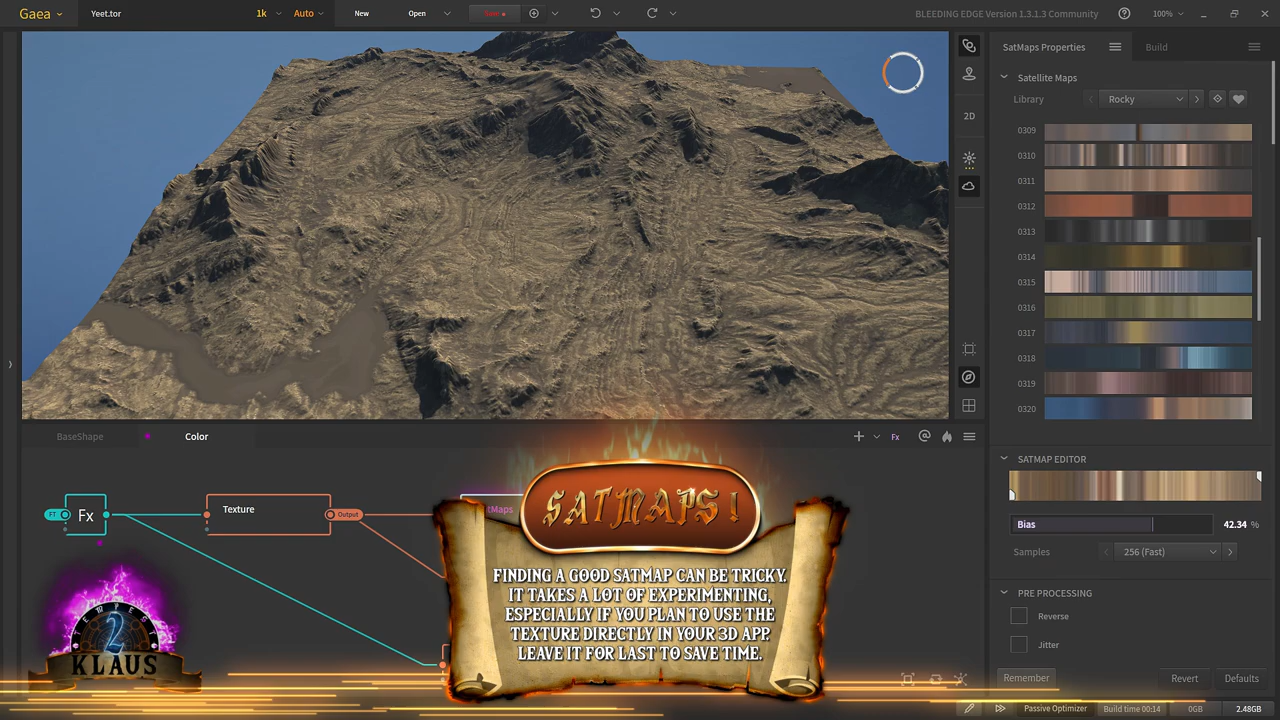 Gaea
Yeet.tor
1k
Auto
New
Open
Save
BLEEDING EDGE Version 1.3.1.3 Community
100%
SatMaps Properties
Build
Satellite Maps
Library
Rocky
2D
0309
0310
0311
0312
0313
0314
0315
0316
0317
0318
0319
0320
BaseShape
Color
Fx
SATMAP EDITOR
FT
Fx
Texture
Output
tMaps
SATMAPS !
FINDING A GOOD SATMAP CAN BE TRICKY.
IT TAKES A LOT OF EXPERIMENTING,
ESPECIALLY IF YOU PLAN TO USE THE
TEXTURE DIRECTLY IN YOUR 3D APP.
LEAVE IT FOR LAST TO SAVE TIME.
Bias
42.34 %
Samples
256 (Fast)
PRE PROCESSING
Reverse
Jitter
TEMPEST
2
KLAUS
Remember
Revert
Defaults
Passive Optimizer
Build time 00:14
0GB
2.48GB